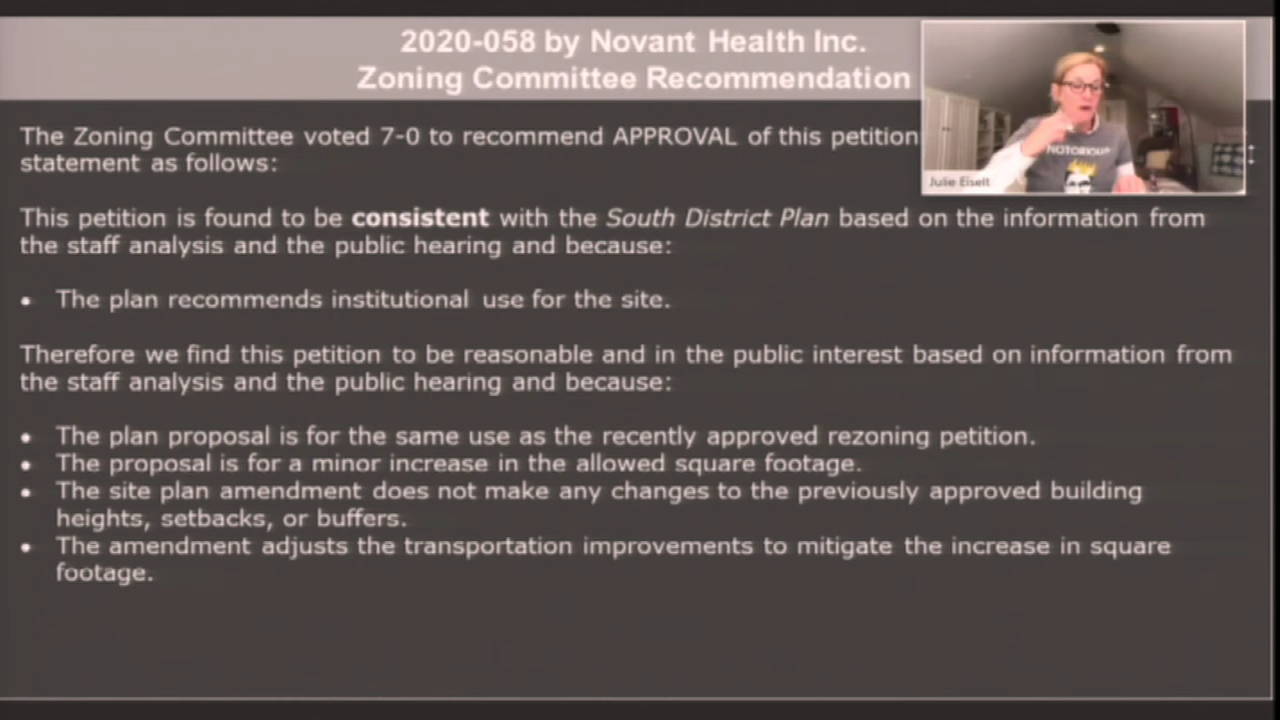 2020-058 by Novant Health Inc.
Zoning Committee Recommendation
The Zoning Committee voted 7-0 to recommend APPROVAL of this petition
statement as follows:
NOTORIOUS
Julie Eiselt
This petition is found to be consistent with the South District Plan based on the information from
the staff analysis and the public hearing and because:
• The plan recommends institutional use for the site.
Therefore we find this petition to be reasonable and in the public interest based on information from
the staff analysis and the public hearing and because:
• The plan proposal is for the same use as the recently approved rezoning petition.
• The proposal is for a minor increase in the allowed square footage.
• The site plan amendment does not make any changes to the previously approved building
heights, setbacks, or buffers.
• The amendment adjusts the transportation improvements to mitigate the increase in square
footage.